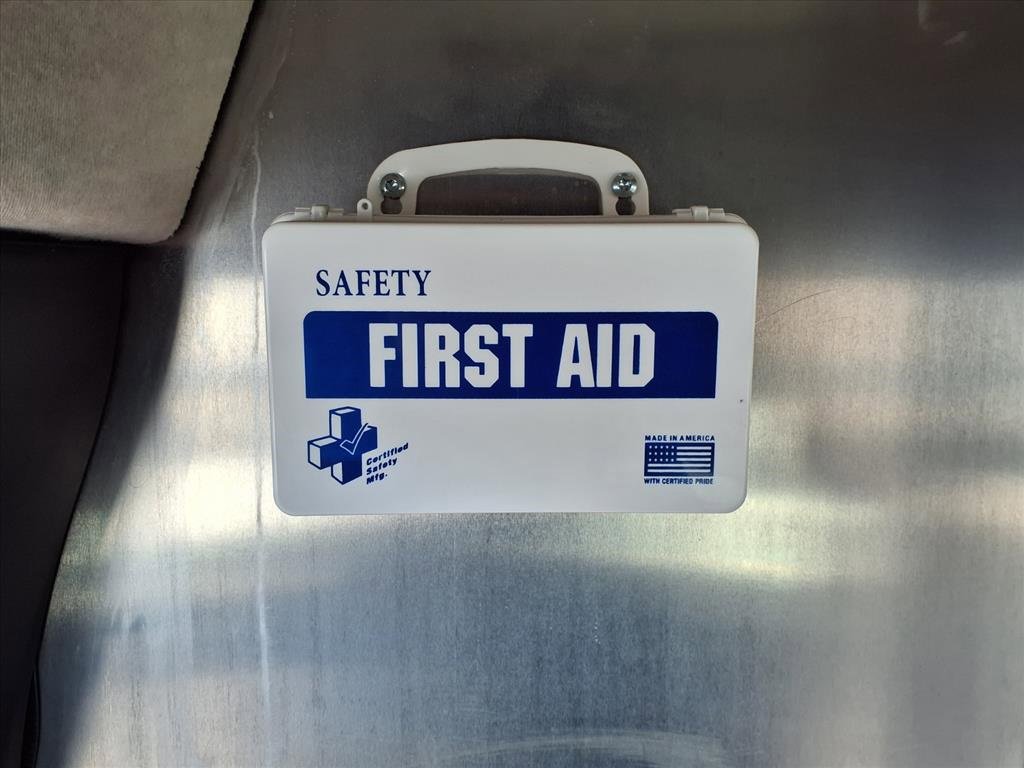 SAFETY
FIRST AID
Certified
Safety
Mfg.
MADE IN AMERICA
WITH CERTIFIED PRIDE